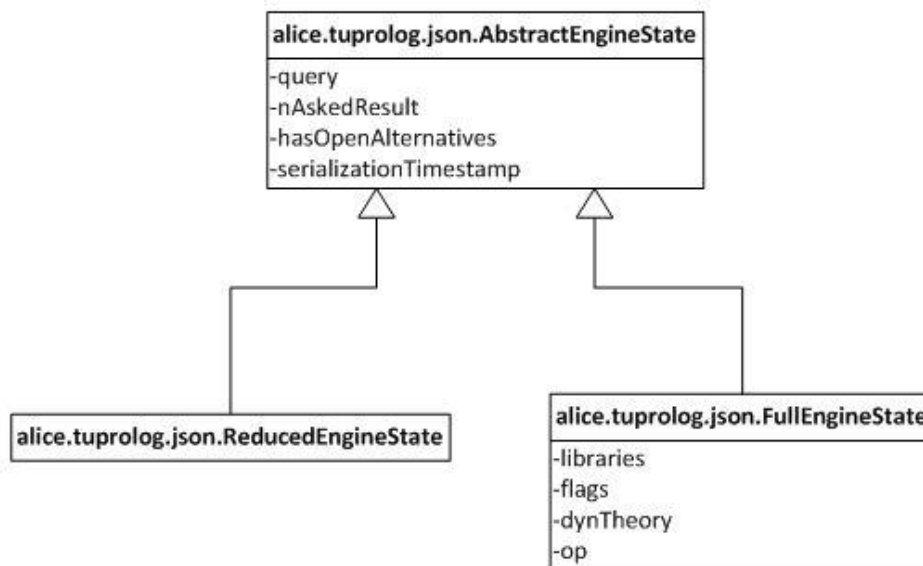 alice.tuprolog.json.AbstractEngineState
-query
-nAskedResult
-hasOpenAlternatives
-serializationTimestamp
alice.tuprolog.json.ReducedEngineState
alice.tuprolog.json.FullEngineState
-libraries
-flags
-dynTheory
-op